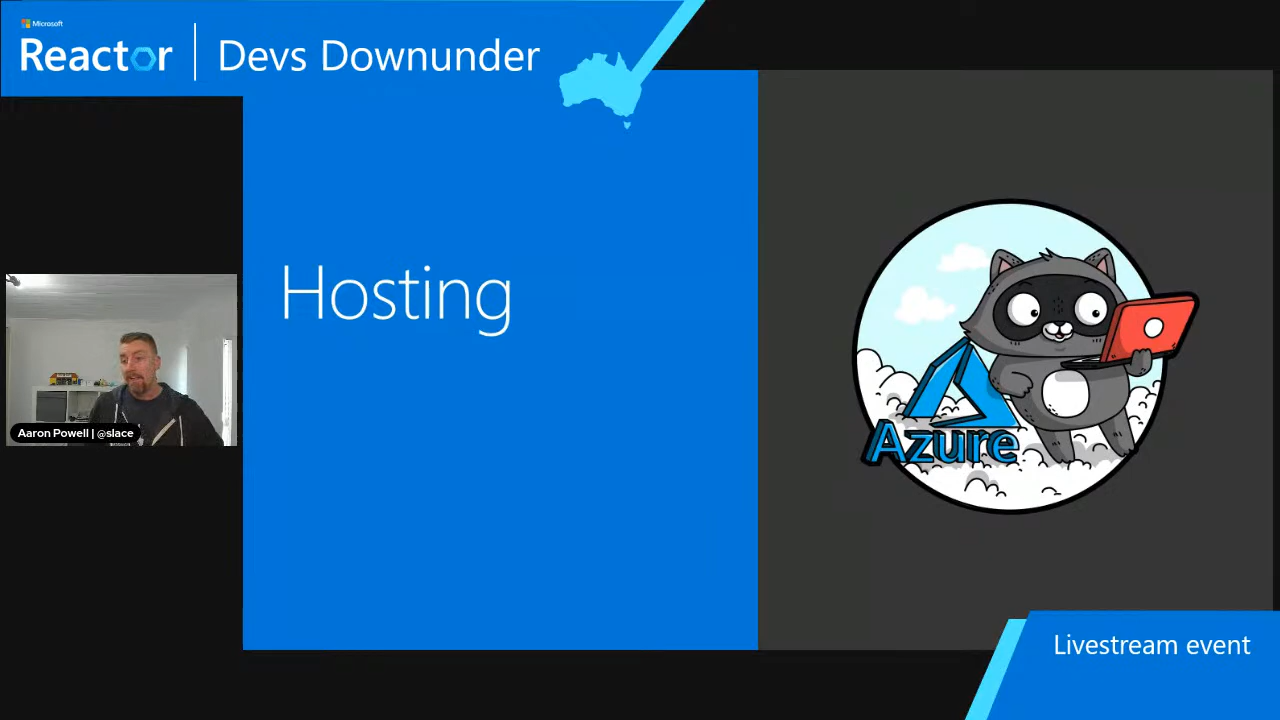 Microsoft
Reactor
Devs Downunder
Hosting
Azure
Aaron Powell | @slace
Livestream event